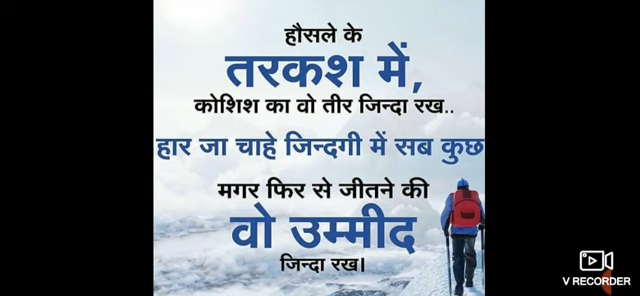 हौसले के
तरकश में,
कोशिश का वो तीर जिन्दा रख..
हार जा चाहे जिन्दगी में सब कुछ
मगर फिर से जीतने की
वो उम्मीद
जिन्दा रख।
V RECORDER